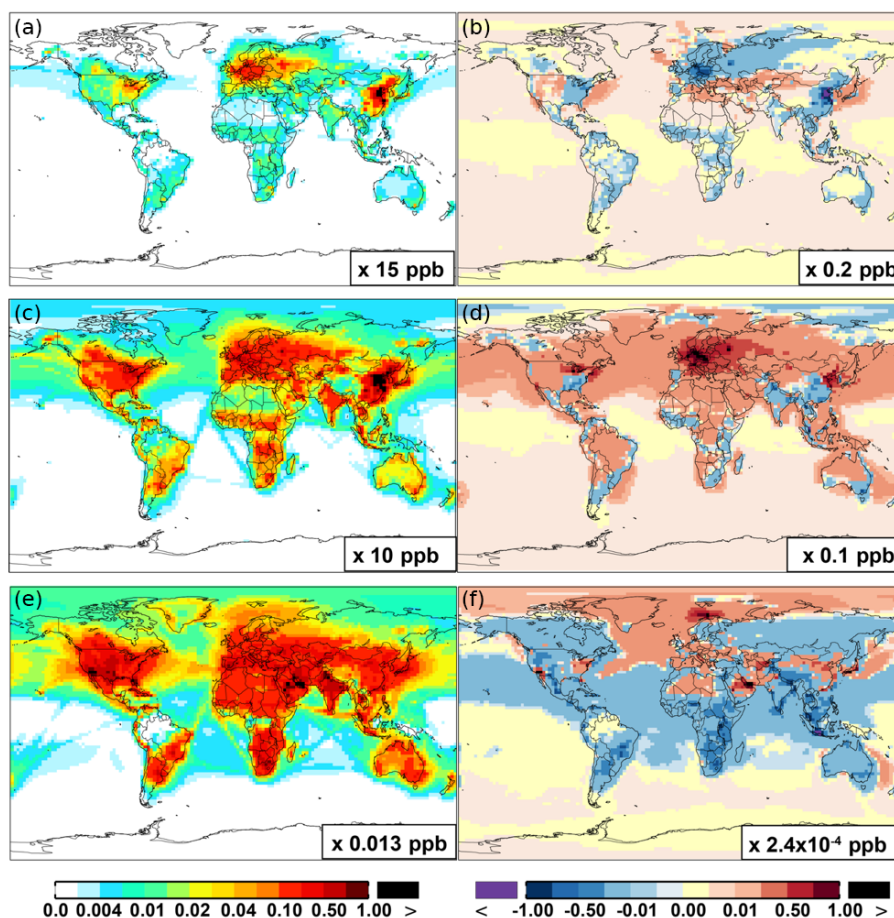 (a) (b)
x 15 ppb x 0.2 ppb
(c) (d)
x 10 ppb x 0.1 ppb
(e) (f)
x 0.013 ppb x 2.4x10⁻⁴ ppb
0.0 0.004 0.01 0.02 0.04 0.10 0.50 1.00 > < -1.00 -0.50 -0.01 0.00 0.01 0.50 1.00 >